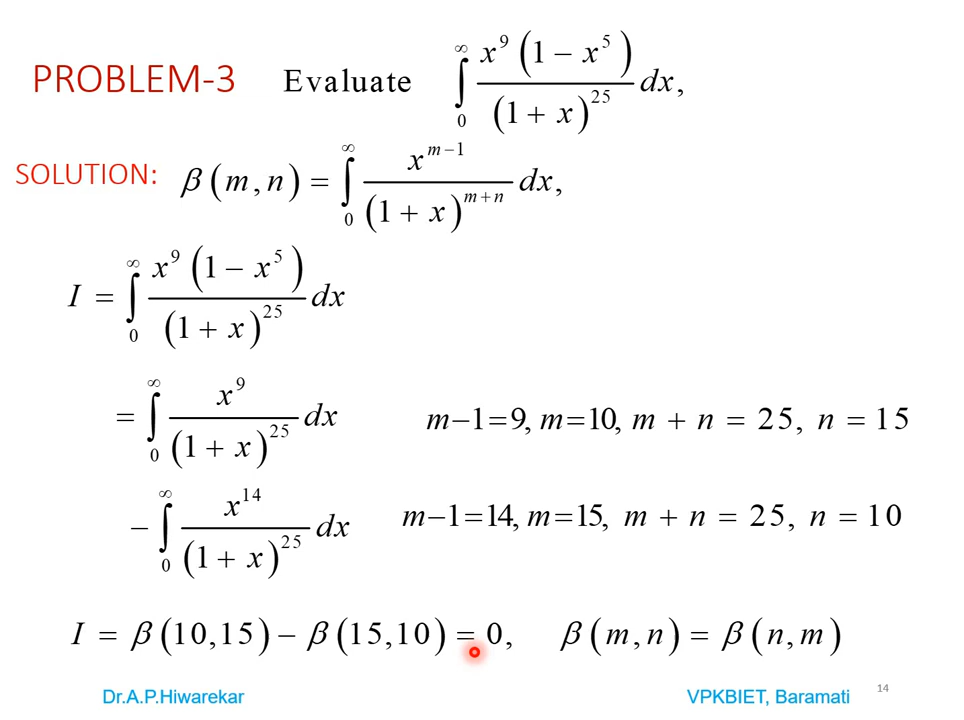 PROBLEM-3 Evaluate ∫₀^∞ x⁹(1 − x⁵)/(1 + x)²⁵ dx,
SOLUTION: β(m, n) = ∫₀^∞ x^(m−1)/(1 + x)^(m+n) dx,
I = ∫₀^∞ x⁹(1 − x⁵)/(1 + x)²⁵ dx
= ∫₀^∞ x⁹/(1 + x)²⁵ dx m−1=9, m=10, m + n = 25, n = 15
− ∫₀^∞ x¹⁴/(1 + x)²⁵ dx m−1=14, m=15, m + n = 25, n = 10
I = β(10,15) − β(15,10) = 0, β(m, n) = β(n, m)
Dr.A.P.Hiwarekar VPKBIET, Baramati 14